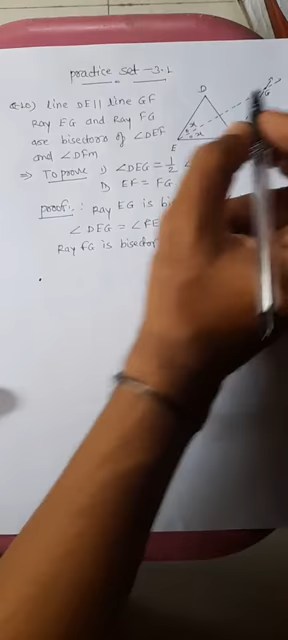 practice set - 3.2
Q-10) line DE || line GF
Ray EG and Ray FG
are bisectors of ∠DEF
and ∠DFM
⇒ To prove i) ∠DEG = 1/2 ∠
EF = FG
proof :- Ray EG is bi
∠DEG = ∠FE
Ray FG is bisector
D
x
x
E
G